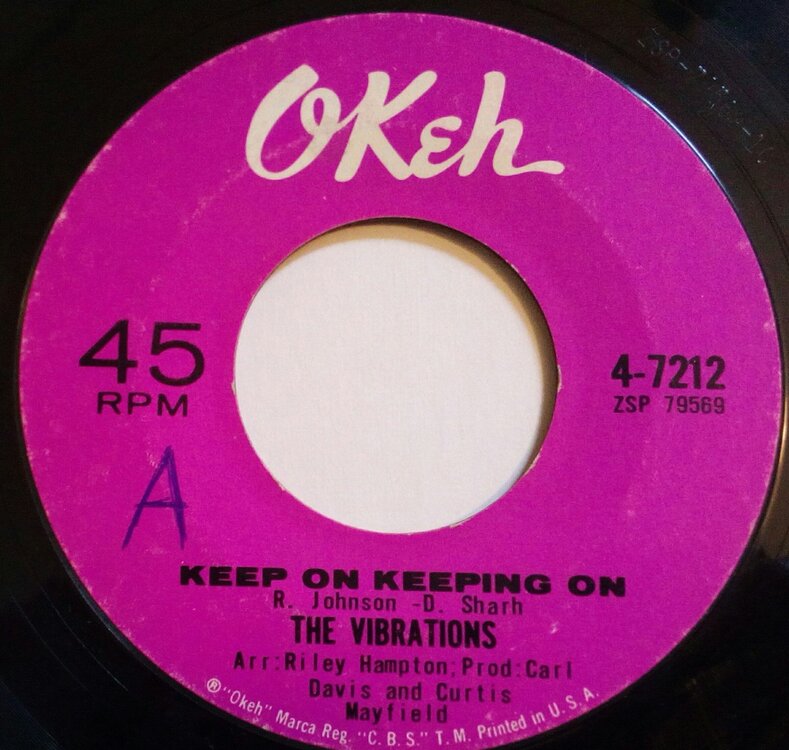 OKeh
45
RPM
4-7212
ZSP 79569
A
KEEP ON KEEPING ON
R. Johnson -D. Sharh
THE VIBRATIONS
Arr:Riley Hampton;Prod:Carl
Davis and Curtis
Mayfield
®"Okeh" Marca Reg. "C.B.S." T.M. Printed in U.S.A.